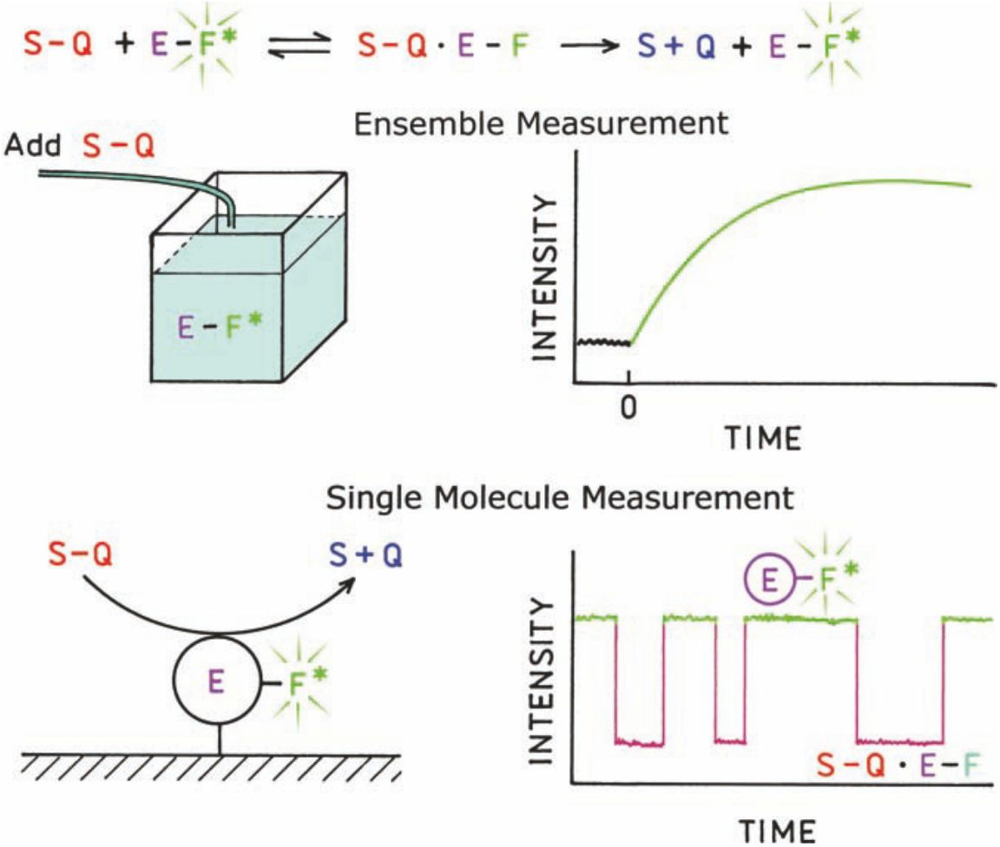 S-Q + E-F* ⇌ S-Q · E-F → S+Q + E-F*
Ensemble Measurement
Add S-Q
E-F*
INTENSITY
0
TIME
Single Molecule Measurement
S-Q
S+Q
E-F*
INTENSITY
E-F*
S-Q · E-F
TIME